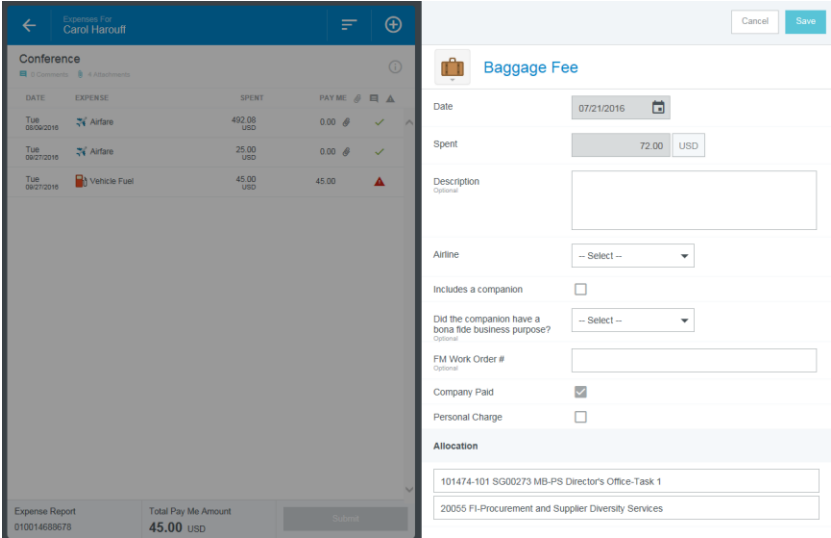 Expenses For
Carol Harouff
Cancel
Save
Conference
0 Comments 4 Attachments
DATE EXPENSE SPENT PAY ME
Tue
08/09/2016
Airfare
492.08
USD
0.00
Tue
09/27/2016
Airfare
25.00
USD
0.00
Tue
09/27/2016
Vehicle Fuel
45.00
USD
45.00
Expense Report
010014688678
Total Pay Me Amount
45.00 USD
Submit
Baggage Fee
Date
07/21/2016
Spent
72.00 USD
Description
Optional
Airline
-- Select --
Includes a companion
Did the companion have a
bona fide business purpose?
Optional
-- Select --
FM Work Order #
Optional
Company Paid
Personal Charge
Allocation
101474-101 SG00273 MB-PS Director's Office-Task 1
20055 FI-Procurement and Supplier Diversity Services